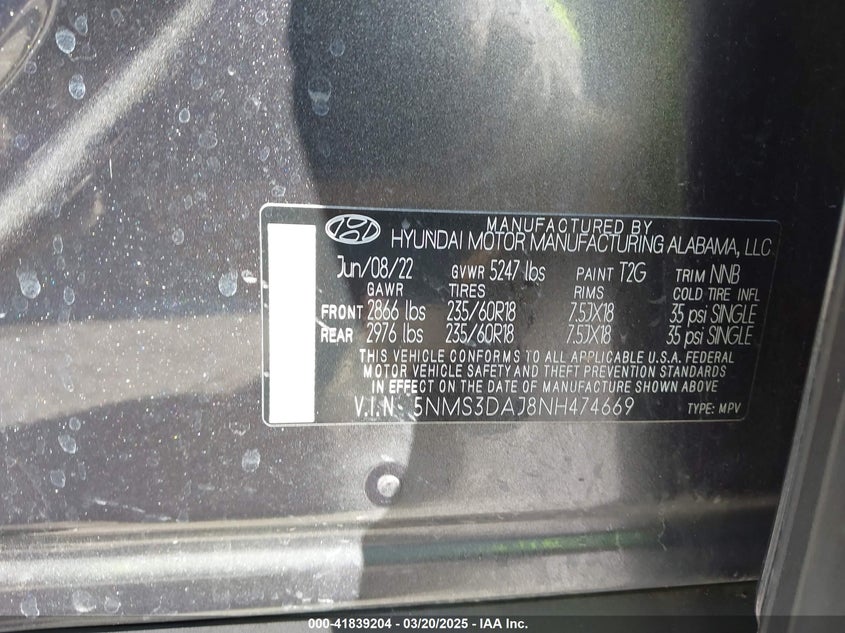 MANUFACTURED BY
HYUNDAI MOTOR MANUFACTURING ALABAMA, LLC
Jun/08/22 GVWR 5247 lbs PAINT T2G TRIM NNB
GAWR TIRES RIMS COLD TIRE INFL
FRONT 2866 lbs 235/60R18 7.5JX18 35 psi SINGLE
REAR 2976 lbs 235/60R18 7.5JX18 35 psi SINGLE
THIS VEHICLE CONFORMS TO ALL APPLICABLE U.S.A. FEDERAL
MOTOR VEHICLE SAFETY AND THEFT PREVENTION STANDARDS
IN EFFECT ON THE DATE OF MANUFACTURE SHOWN ABOVE
V.I.N : 5NMS3DAJ8NH474669 TYPE: MPV
000-41839204 - 03/20/2025 - IAA Inc.